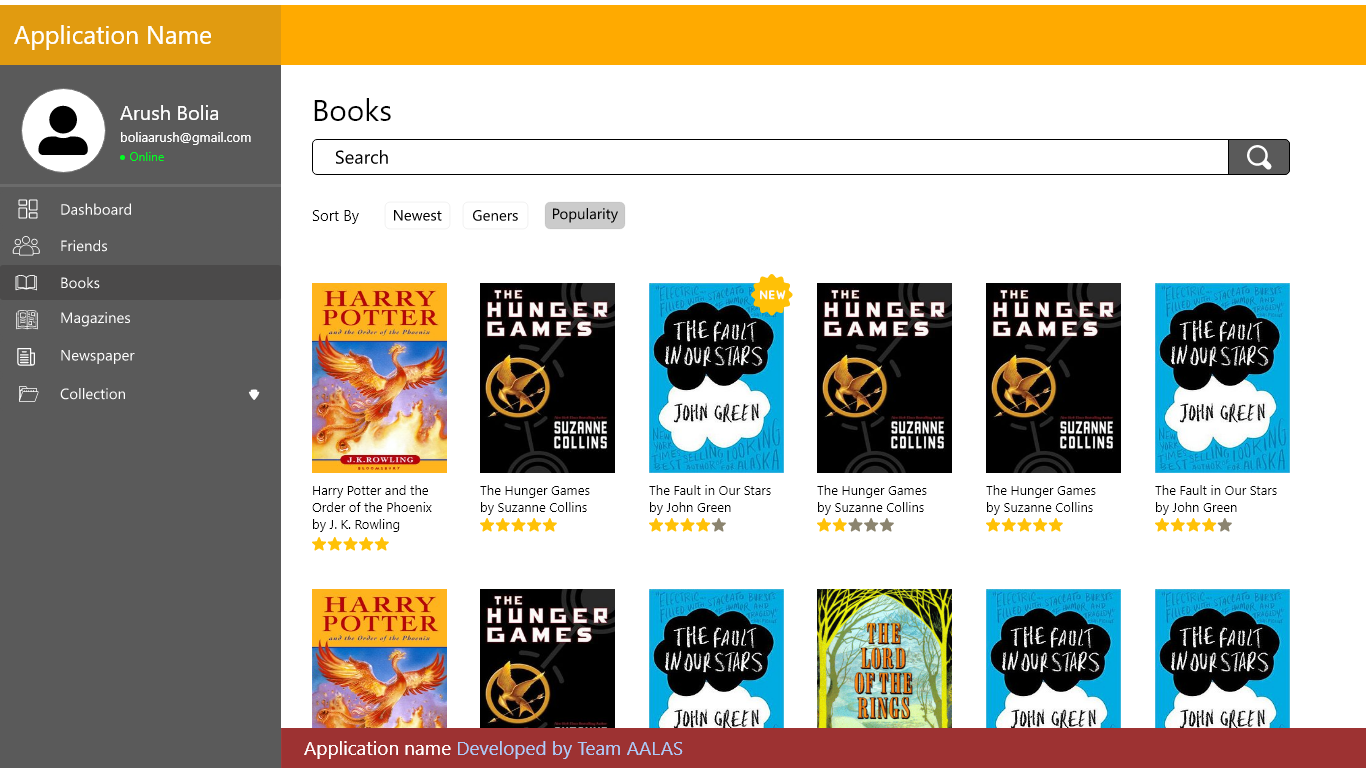 Application Name
Arush Bolia
boliaarush@gmail.com
Online
Dashboard
Friends
Books
Magazines
Newspaper
Collection
Books
Search
Sort By Newest Geners Popularity
HARRY
POTTER
and the Order of the Phoenix
J.K.ROWLING
BLOOMSBURY
THE
HUNGER
GAMES
SUZANNE
COLLINS
NEW
THE FAULT
IN OUR STARS
JOHN GREEN
THE
HUNGER
GAMES
SUZANNE
COLLINS
THE
HUNGER
GAMES
SUZANNE
COLLINS
THE FAULT
IN OUR STARS
JOHN GREEN
Harry Potter and the
Order of the Phoenix
by J. K. Rowling
The Hunger Games
by Suzanne Collins
The Fault in Our Stars
by John Green
The Hunger Games
by Suzanne Collins
The Hunger Games
by Suzanne Collins
The Fault in Our Stars
by John Green
HARRY
POTTER
and the Order of the Phoenix
THE
HUNGER
GAMES
THE FAULT
IN OUR STARS
JOHN GREEN
THE
LORD
OF THE
RINGS
THE FAULT
IN OUR STARS
JOHN GREEN
THE FAULT
IN OUR STARS
JOHN GREEN
Application name Developed by Team AALAS